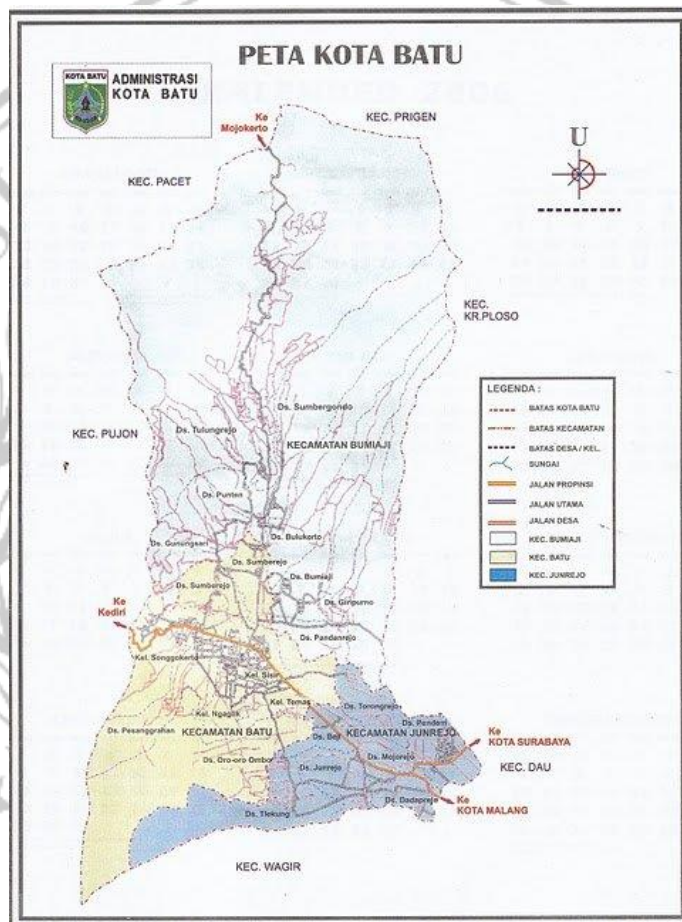 PETA KOTA BATU
KOTA BATU
ADMINISTRASI
KOTA BATU
KEC. PRIGEN
Ke
Mojokerto
U
KEC. PACET
KEC.
KR.PLOSO
LEGENDA :
BATAS KOTA BATU
BATAS KECAMATAN
BATAS DESA / KEL.
SUNGAI
JALAN PROPINSI
JALAN UTAMA
JALAN DESA
KEC. BUMIAJI
KEC. BATU
KEC. JUNREJO
Ds. Sumbergondo
KEC. PUJON
Ds. Tulungrejo
KECAMATAN BUMIAJI
Ds. Punten
Ds. Gunungsari
Ds. Bulukerto
Ds. Sumberejo
Ds. Bumiaji
Ds. Sumberejo
Ds. Giripurno
Ke
Kediri
Ds. Pandanrejo
Kel. Songgokerto
Kel. Sisir
Kel. Temas
Kel. Ngaglik
Ds. Torongrejo
Ds. Pendem
Ds. Pesanggrahan
KECAMATAN BATU
Ds. Beji
KECAMATAN JUNREJO
Ke
KOTA SURABAYA
Ds. Oro-oro Ombo
Ds. Mojorejo
Ds. Junrejo
KEC. DAU
Ds. Dadaprejo
Ke
KOTA MALANG
Ds. Tlekung
KEC. WAGIR